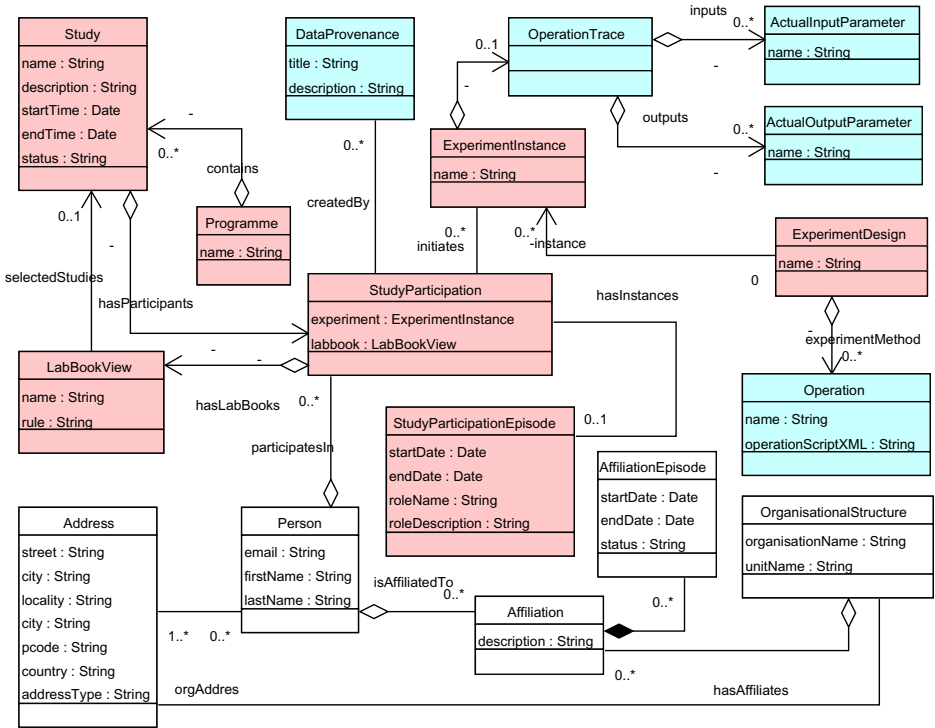 inputs
Study
name : String
description : String
startTime : Date
endTime : Date
status : String
DataProvenance
title : String
description : String
OperationTrace
0..1
-
0..*
-
ActualInputParameter
name : String
outputs
0..*
-
ActualOutputParameter
name : String
ExperimentInstance
name : String
-
0..*
contains
Programme
name : String
0..*
createdBy
0..*
initiates
0..*
-instance
ExperimentDesign
name : String
0
0..1
selectedStudies
-
hasParticipants
StudyParticipation
experiment : ExperimentInstance
labbook : LabBookView
hasInstances
0..1
-
experimentMethod
0..*
Operation
name : String
operationScriptXML : String
LabBookView
name : String
rule : String
-
-
hasLabBooks
0..*
participatesIn
StudyParticipationEpisode
startDate : Date
endDate : Date
roleName : String
roleDescription : String
AffiliationEpisode
startDate : Date
endDate : Date
status : String
0..*
OrganisationalStructure
organisationName : String
unitName : String
Address
street : String
city : String
locality : String
city : String
pcode : String
country : String
addressType : String
Person
email : String
firstName : String
lastName : String
isAffiliatedTo
0..*
Affiliation
description : String
0..*
1..*
0..*
orgAddres
hasAffiliates